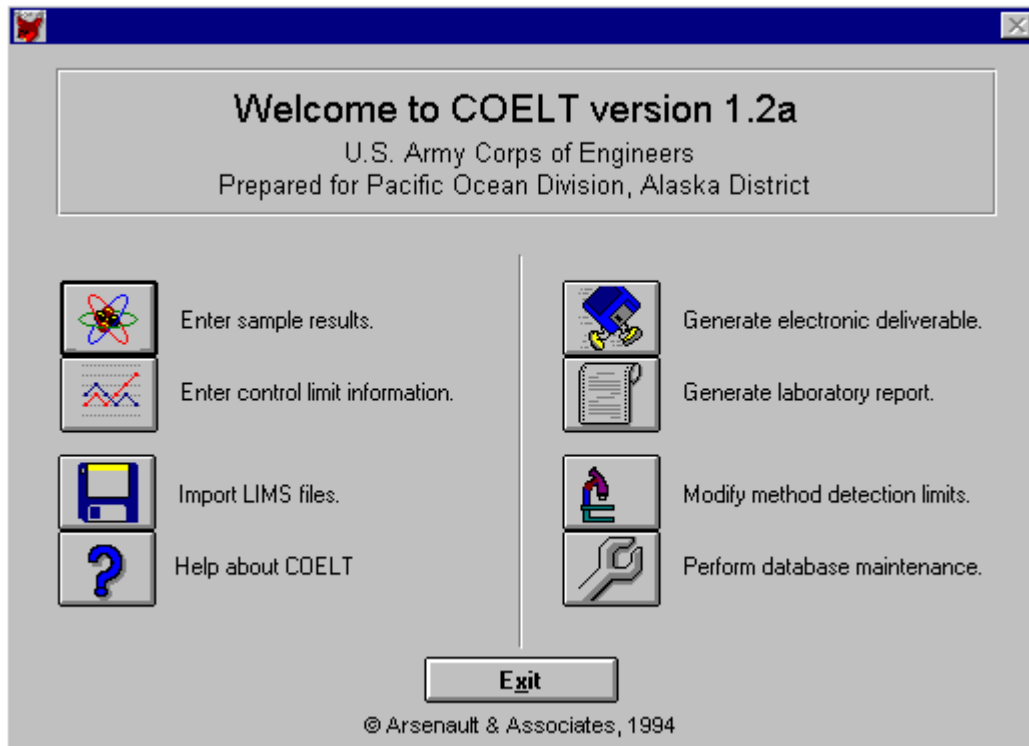 Welcome to COELT version 1.2a
U.S. Army Corps of Engineers
Prepared for Pacific Ocean Division, Alaska District
Enter sample results.
Enter control limit information.
Import LIMS files.
Help about COELT
Generate electronic deliverable.
Generate laboratory report.
Modify method detection limits.
Perform database maintenance.
Exit
© Arsenault & Associates, 1994